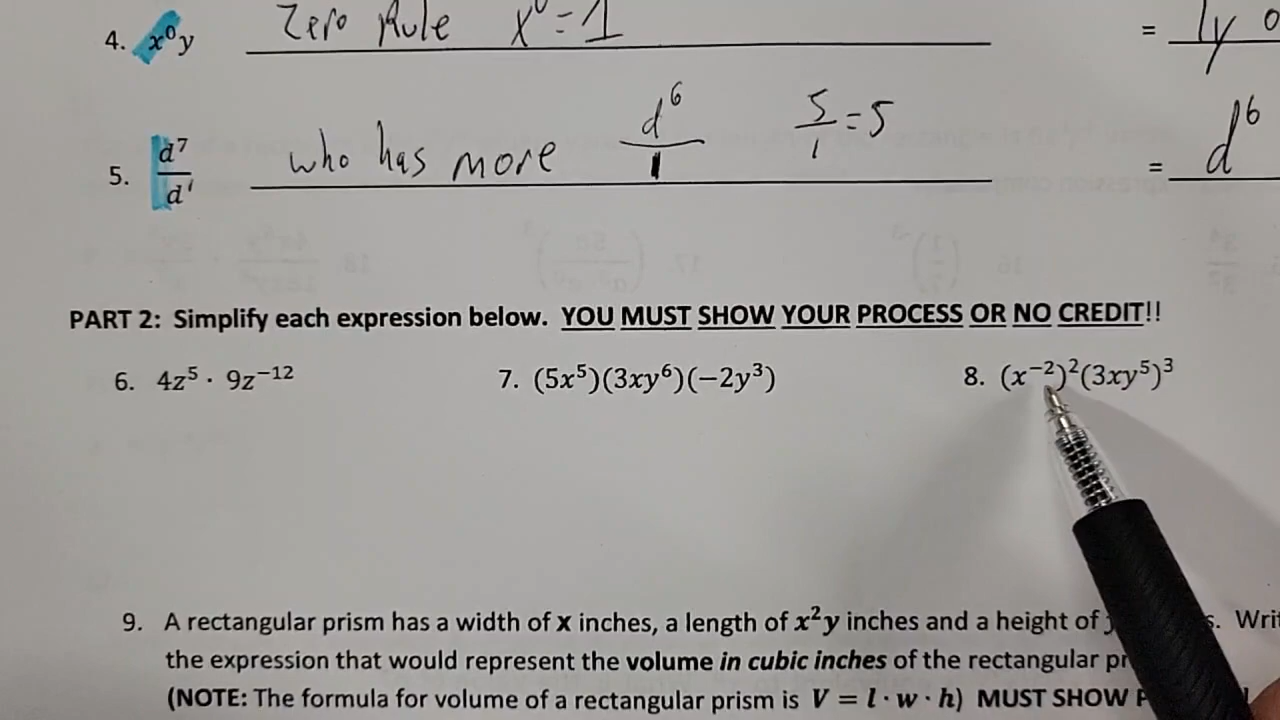 4. x⁰y Zero Rule x⁰ = 1 = 1y
5. d⁷/d¹ who has more d⁶/1 5/1 = 5 = d⁶
PART 2: Simplify each expression below. YOU MUST SHOW YOUR PROCESS OR NO CREDIT!!
6. 4z⁵ · 9z⁻¹² 7. (5x⁵)(3xy⁶)(−2y³) 8. (x⁻²)²(3xy⁵)³
9. A rectangular prism has a width of x inches, a length of x²y inches and a height of
the expression that would represent the volume in cubic inches of the rectangular
(NOTE: The formula for volume of a rectangular prism is V = l · w · h) MUST SHOW